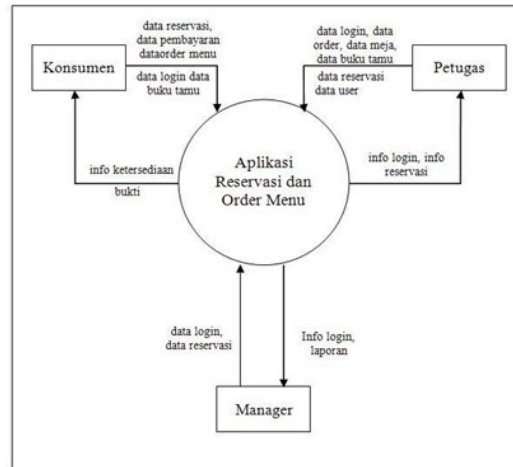 Konsumen
data reservasi,
data pembayaran
dataorder menu
data login data
buku tamu
data login, data
order, data meja,
data buku tamu
data reservasi
data user
Petugas
Aplikasi
Reservasi dan
Order Menu
info ketersediaan
bukti
info login, info
reservasi
data login,
data reservasi
Info login,
laporan
Manager